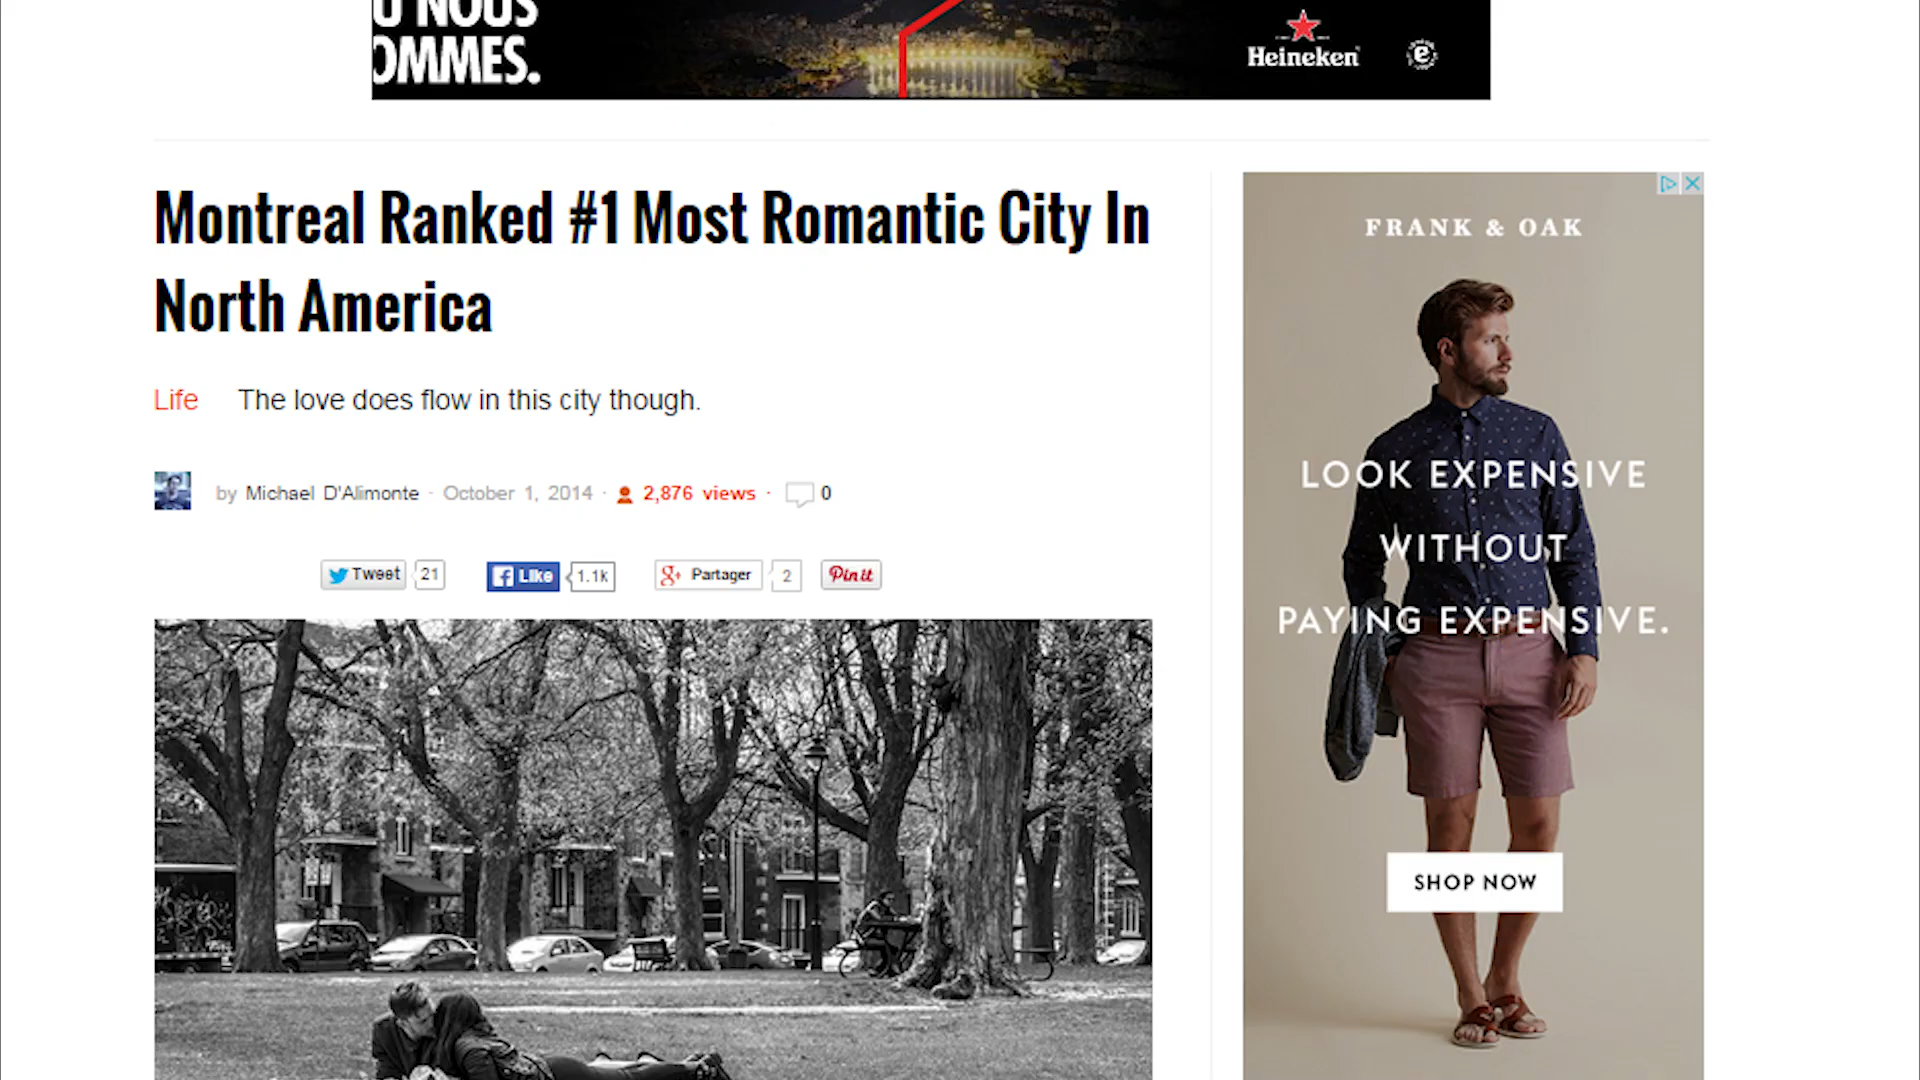 U NOUS
OMMES.
Heineken
e
Montreal Ranked #1 Most Romantic City In
North America
Life The love does flow in this city though.
by Michael D'Alimonte · October 1, 2014 · 2,876 views · 0
Tweet 21 Like 1.1k g+ Partager 2 Pin it
FRANK & OAK
LOOK EXPENSIVE
WITHOUT
PAYING EXPENSIVE.
SHOP NOW